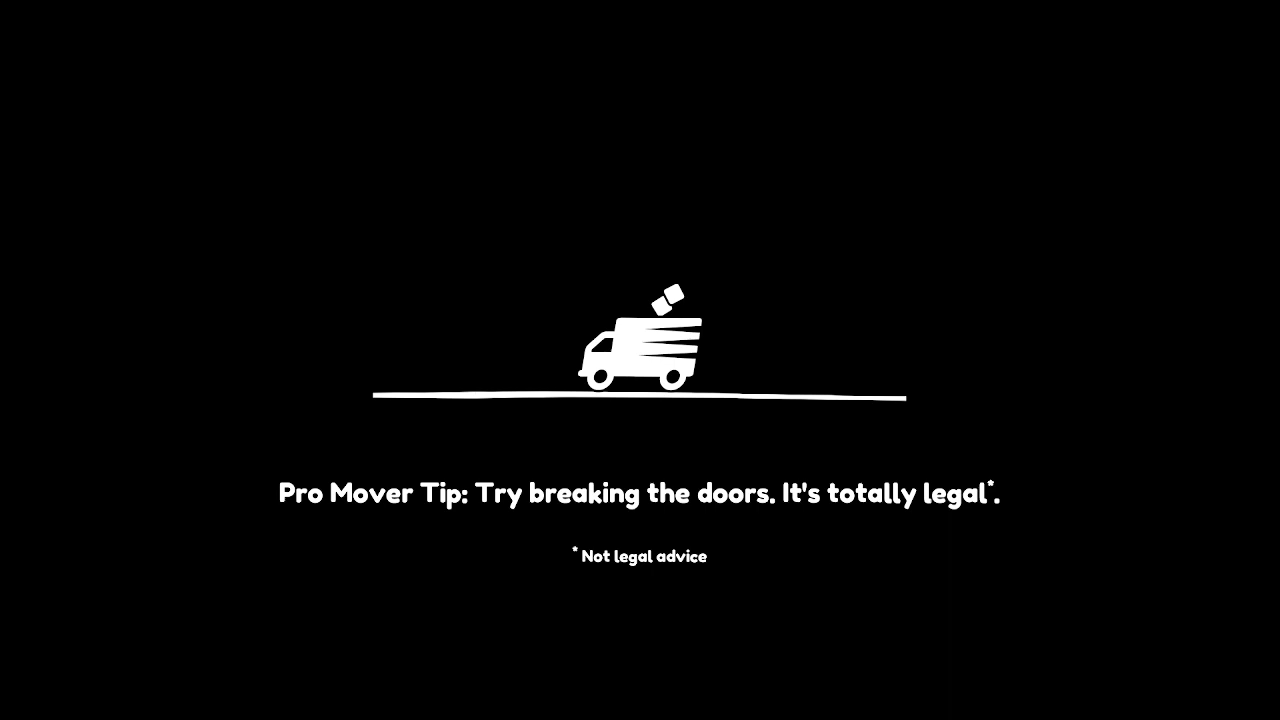 Pro Mover Tip: Try breaking the doors. It's totally legal*.
* Not legal advice